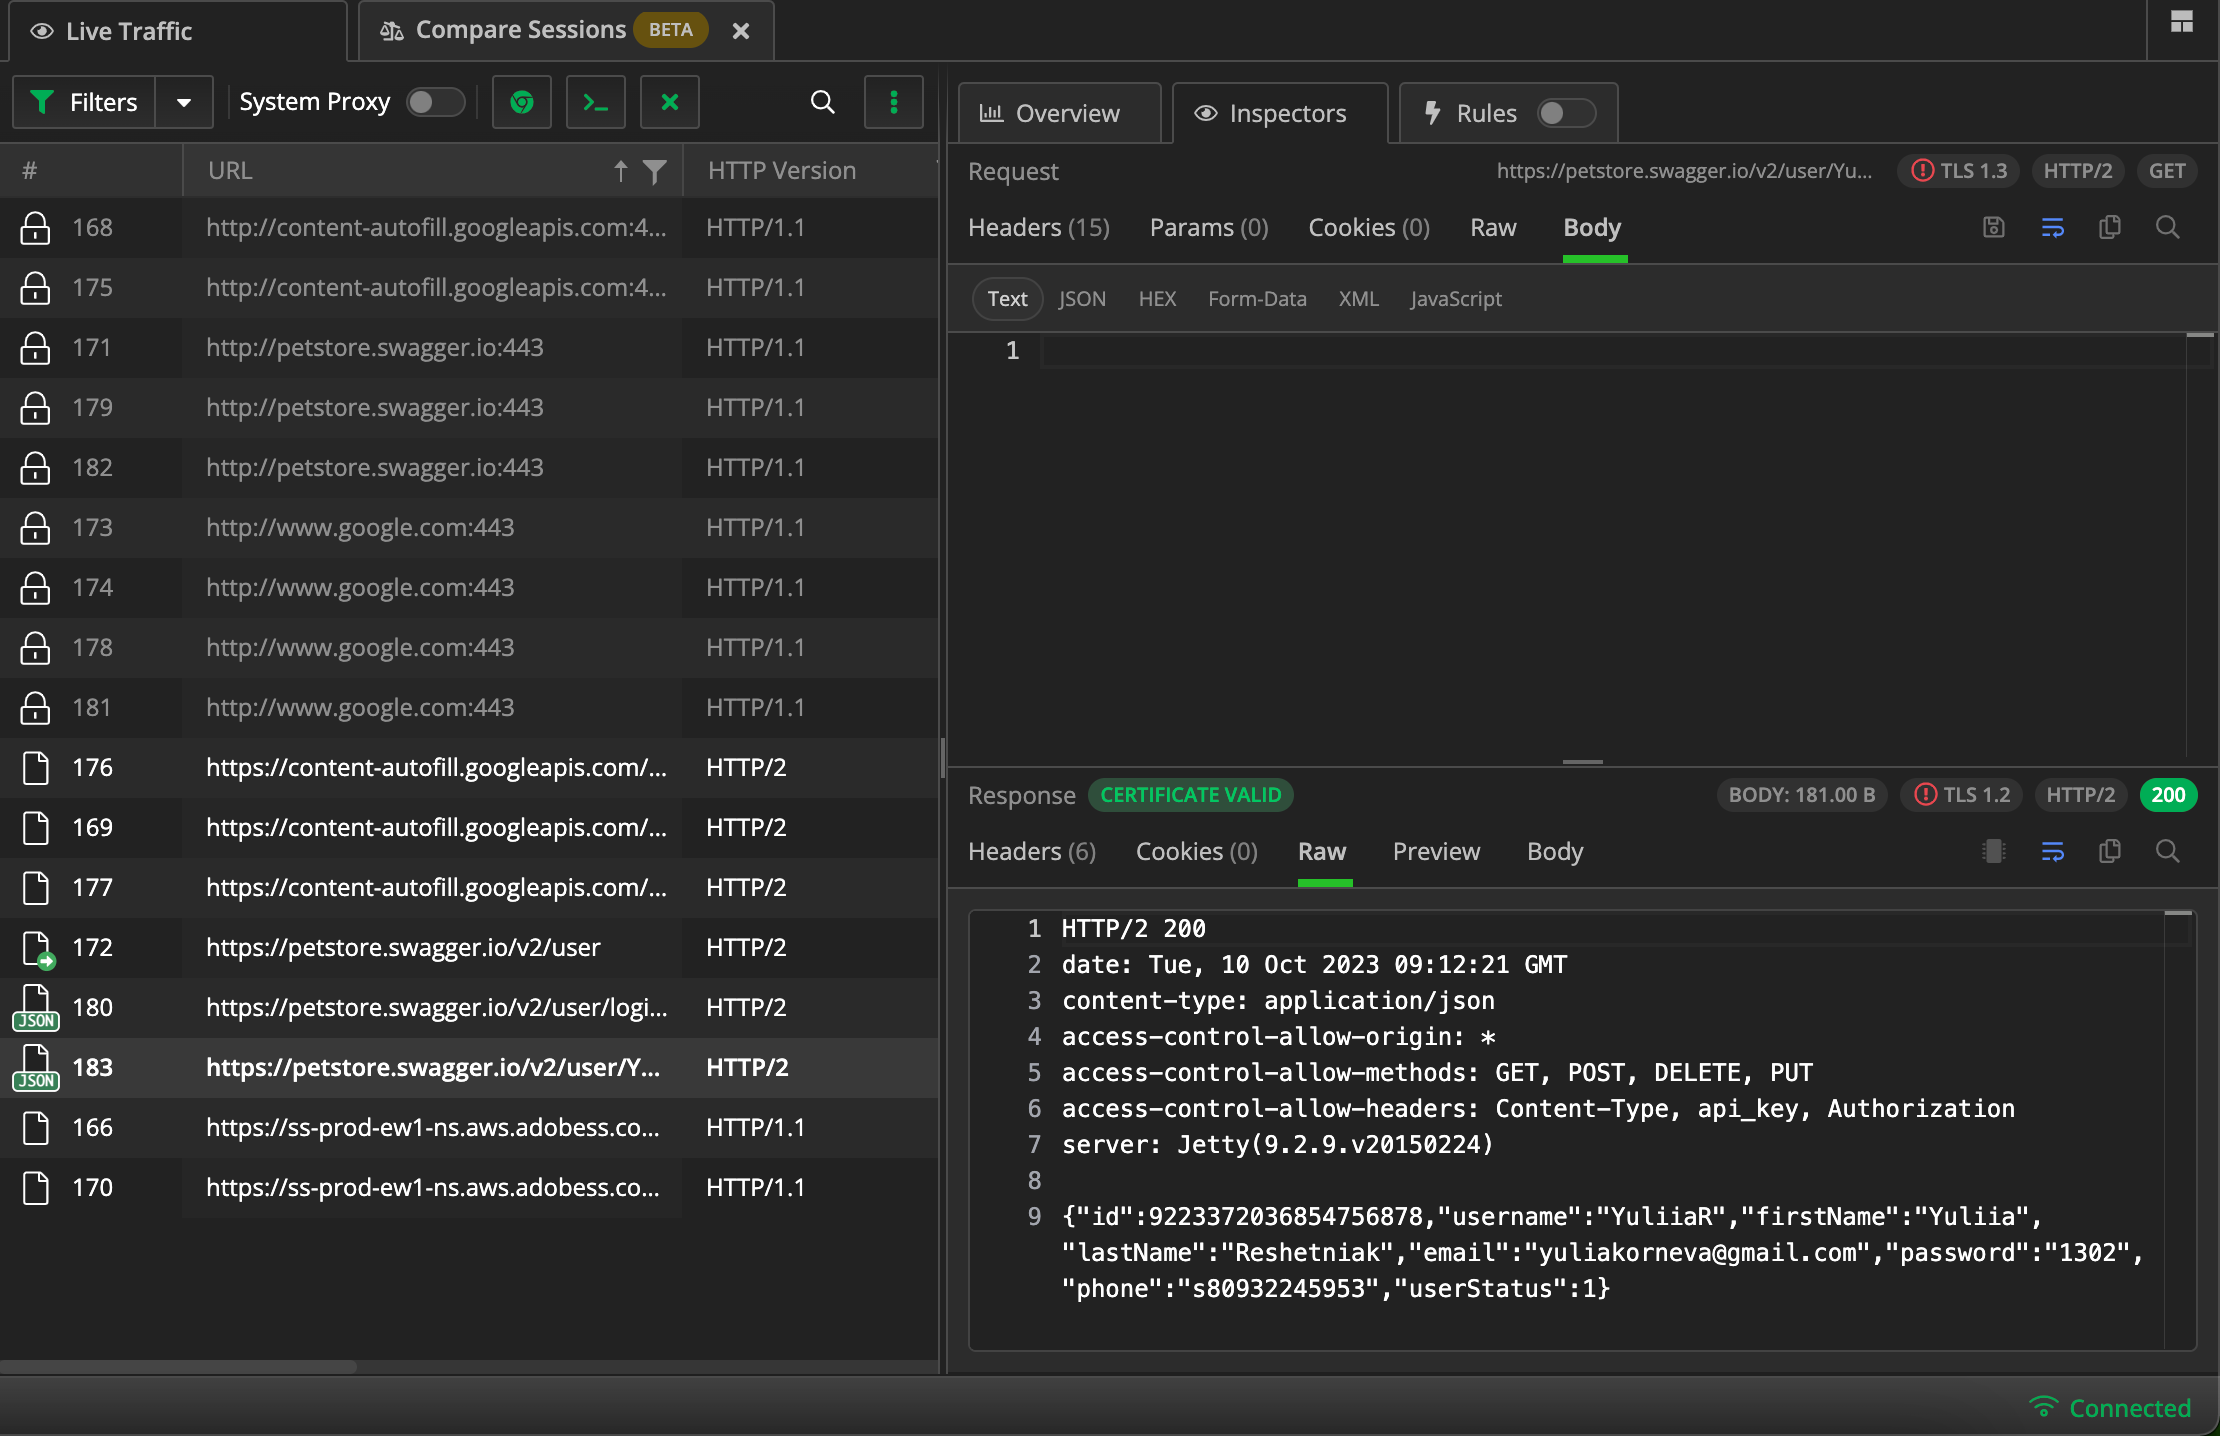 Live Traffic
Compare Sessions BETA
Filters System Proxy
# URL HTTP Version
168 http://content-autofill.googleapis.com:4... HTTP/1.1
175 http://content-autofill.googleapis.com:4... HTTP/1.1
171 http://petstore.swagger.io:443 HTTP/1.1
179 http://petstore.swagger.io:443 HTTP/1.1
182 http://petstore.swagger.io:443 HTTP/1.1
173 http://www.google.com:443 HTTP/1.1
174 http://www.google.com:443 HTTP/1.1
178 http://www.google.com:443 HTTP/1.1
181 http://www.google.com:443 HTTP/1.1
176 https://content-autofill.googleapis.com/... HTTP/2
169 https://content-autofill.googleapis.com/... HTTP/2
177 https://content-autofill.googleapis.com/... HTTP/2
172 https://petstore.swagger.io/v2/user HTTP/2
JSON 180 https://petstore.swagger.io/v2/user/logi... HTTP/2
JSON 183 https://petstore.swagger.io/v2/user/Y... HTTP/2
166 https://ss-prod-ew1-ns.aws.adobess.co... HTTP/1.1
170 https://ss-prod-ew1-ns.aws.adobess.co... HTTP/1.1
Overview Inspectors Rules
Request https://petstore.swagger.io/v2/user/Yu... TLS 1.3 HTTP/2 GET
Headers (15) Params (0) Cookies (0) Raw Body
Text JSON HEX Form-Data XML JavaScript
1
Response CERTIFICATE VALID BODY: 181.00 B TLS 1.2 HTTP/2 200
Headers (6) Cookies (0) Raw Preview Body
1 HTTP/2 200
2 date: Tue, 10 Oct 2023 09:12:21 GMT
3 content-type: application/json
4 access-control-allow-origin: *
5 access-control-allow-methods: GET, POST, DELETE, PUT
6 access-control-allow-headers: Content-Type, api_key, Authorization
7 server: Jetty(9.2.9.v20150224)
8
9 {"id":9223372036854756878,"username":"YuliiaR","firstName":"Yuliia",
"lastName":"Reshetniak","email":"yuliakorneva@gmail.com","password":"1302",
"phone":"s80932245953","userStatus":1}
Connected